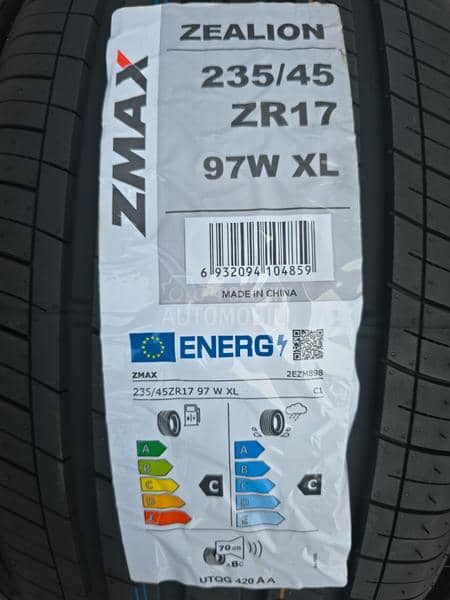 ZMAX
ZEALION
235/45
ZR17
97W XL
6 932094 104859
MADE IN CHINA
ENERG
ZMAX 2EZM898
235/45ZR17 97 W XL C1
A A
B B
C C C C
D D
E E
70 dB
ABC
UTQG 420 A A